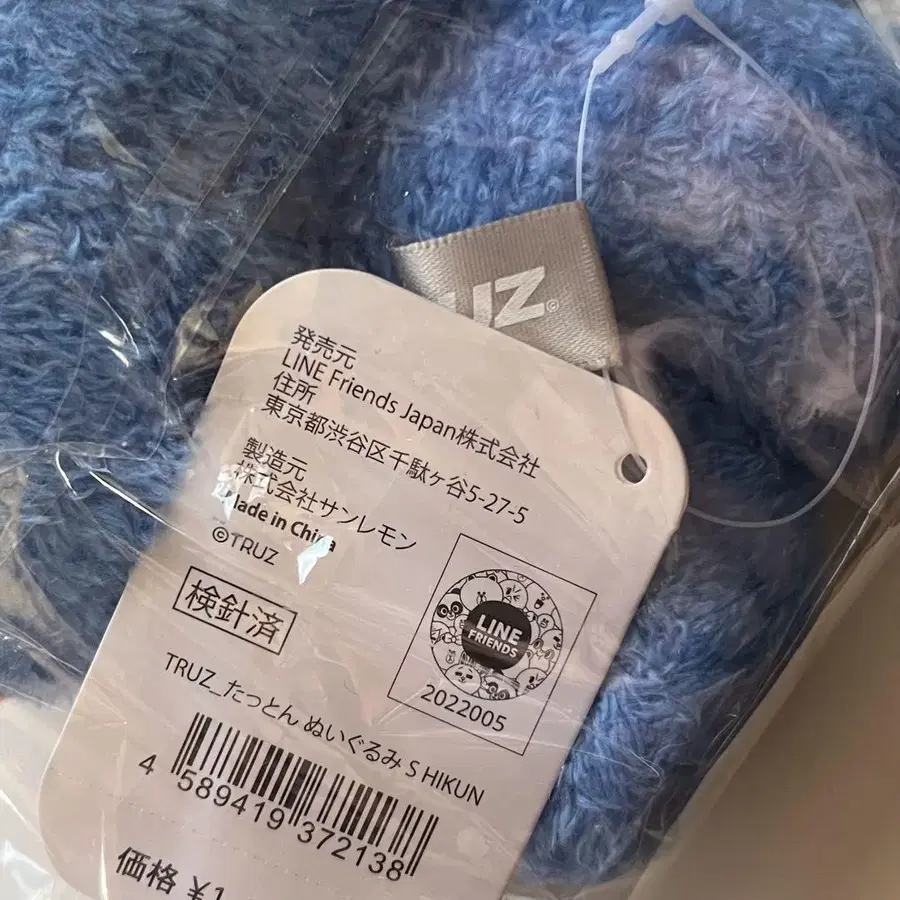 UZ©
発売元
LINE Friends Japan株式会社
住所
東京都渋谷区千駄ヶ谷5-27-5
製造元
株式会社サンレモン
Made in China
©TRUZ
検針済
LINE
FRIENDS
2022005
TRUZ_たっとん ぬいぐるみ S HIKUN
4 589419 372138
価格 ¥1